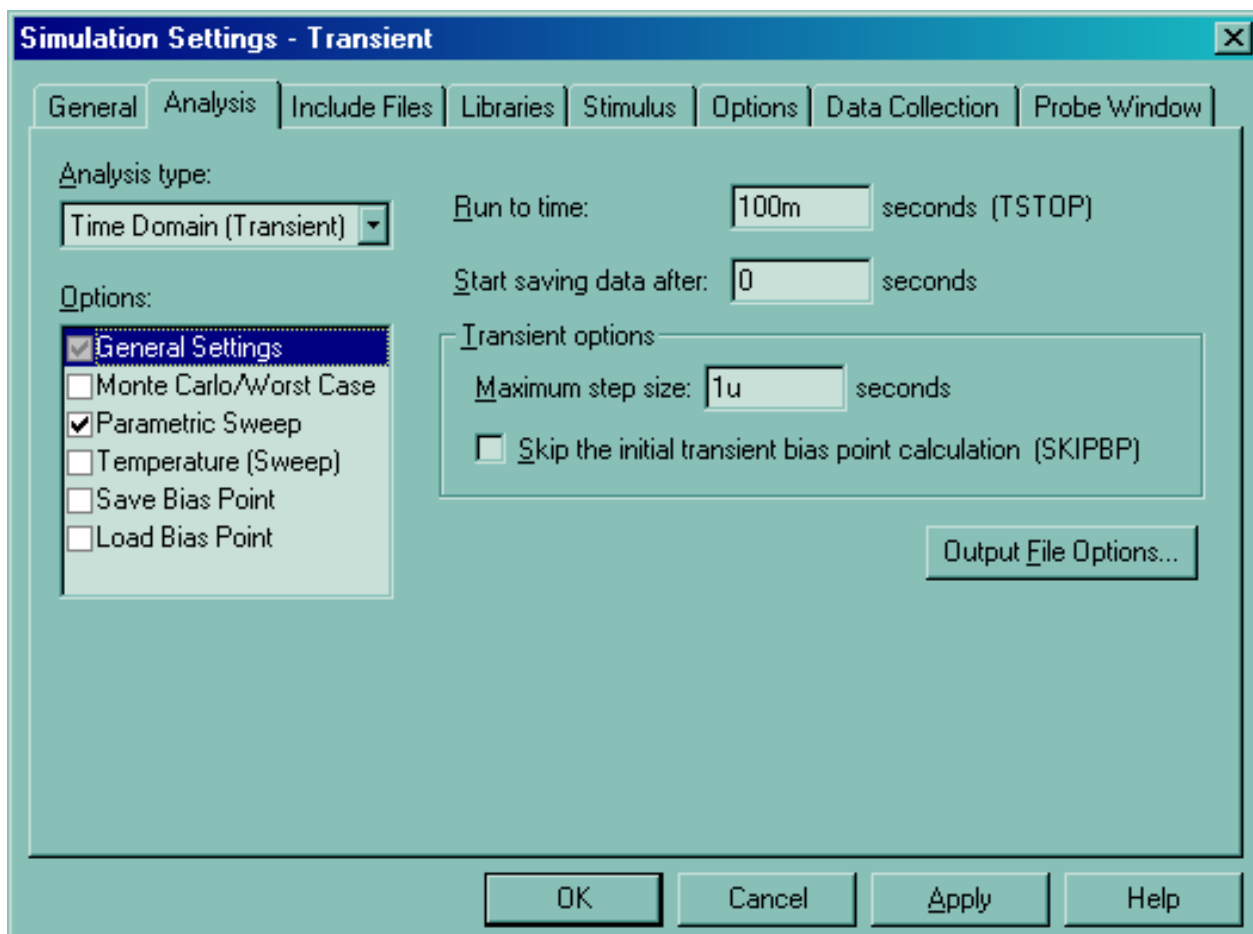 Simulation Settings - Transient
General Analysis Include Files Libraries Stimulus Options Data Collection Probe Window
Analysis type:
Time Domain (Transient)
Run to time: 100m seconds (TSTOP)
Start saving data after: 0 seconds
Options:
General Settings
Monte Carlo/Worst Case
Parametric Sweep
Temperature (Sweep)
Save Bias Point
Load Bias Point
Transient options
Maximum step size: 1u seconds
Skip the initial transient bias point calculation (SKIPBP)
Output File Options...
OK Cancel Apply Help